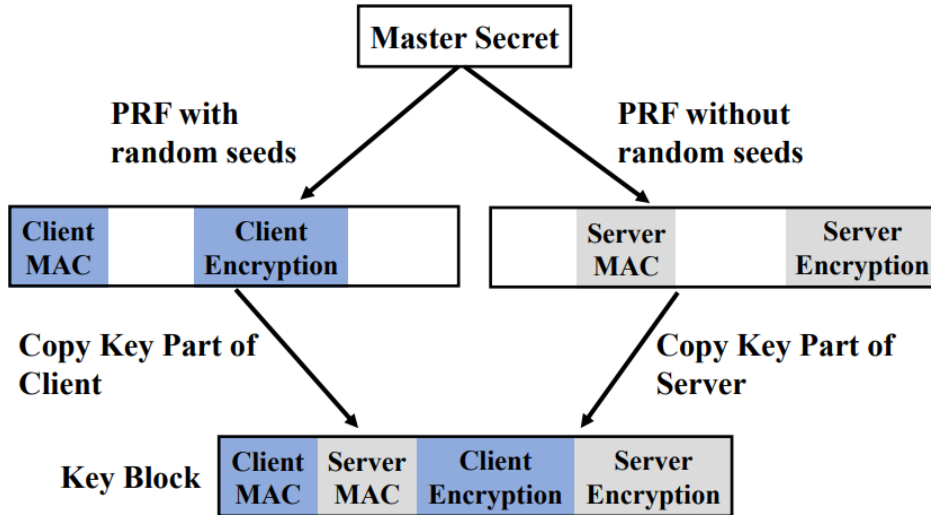 Master Secret
PRF with
random seeds
PRF without
random seeds
Client
MAC
Client
Encryption
Server
MAC
Server
Encryption
Copy Key Part of
Client
Copy Key Part of
Server
Key Block
Client
MAC
Server
MAC
Client
Encryption
Server
Encryption